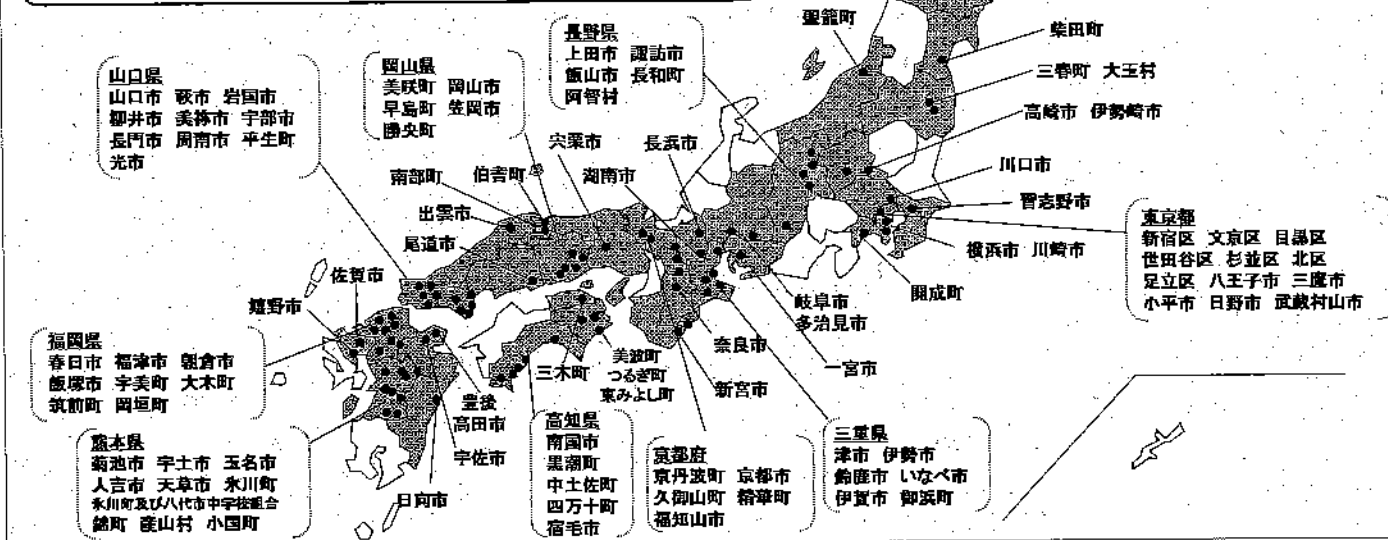 聖籠町
柴田町
三春町 大玉村
高崎市 伊勢崎市
川口市
習志野市
横浜市 川崎市
開成町
東京都
新宿区 文京区 目黒区
世田谷区 杉並区 北区
足立区 八王子市 三鷹市
小平市 日野市 武蔵村山市
長野県
上田市 諏訪市
飯山市 長和町
阿智村
岡山県
美咲町 岡山市
早島町 笠岡市
勝央町
山口県
山口市 萩市 岩国市
柳井市 美祢市 宇部市
長門市 周南市 平生町
光市
宍粟市
長浜市
湖南市
南部町
伯耆町
出雲市
尾道市
佐賀市
嬉野市
福岡県
春日市 福津市 朝倉市
飯塚市 宇美町 大木町
筑前町 岡垣町
熊本県
菊池市 宇土市 玉名市
人吉市 天草市 氷川町
氷川町及び八代市中学校組合
錦町 産山村 小国町
日向市
宇佐市
豊後
高田市
三木町
美波町
つるぎ町
東みよし町
高知県
南国市
黒潮町
中土佐町
四万十町
宿毛市
京都府
京丹波町 京都市
久御山町 精華町
福知山市
新宮市
奈良市
三重県
津市 伊勢市
鈴鹿市 いなべ市
伊賀市 御浜町
一宮市
岐阜市
多治見市